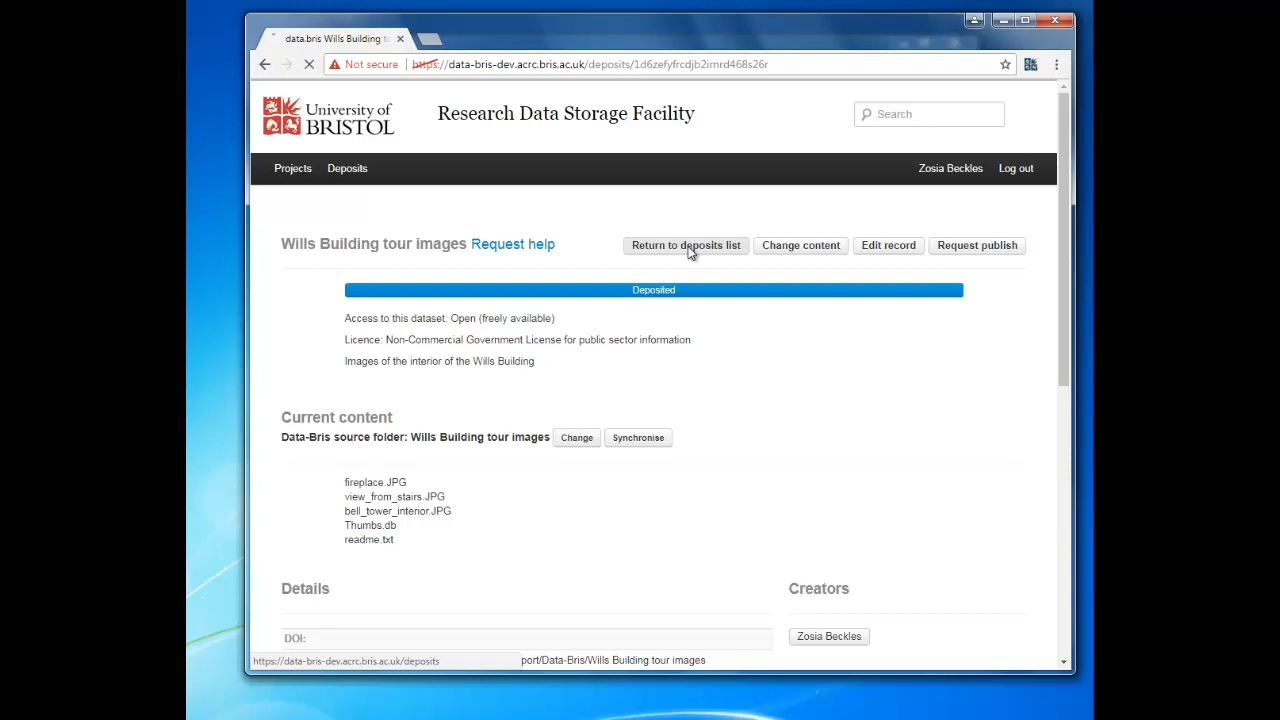 data.bris Wills Building to
Not secure | https://data-bris-dev.acrc.bris.ac.uk/deposits/1d6zefyfrcdjb2imrd468s26r
University of
BRISTOL
Research Data Storage Facility
Search
Projects Deposits Zosia Beckles Log out
Wills Building tour images Request help Return to deposits list Change content Edit record Request publish
Deposited
Access to this dataset: Open (freely available)
Licence: Non-Commercial Government License for public sector information
Images of the interior of the Wills Building
Current content
Data-Bris source folder: Wills Building tour images Change Synchronise
fireplace.JPG
view_from_stairs.JPG
bell_tower_interior.JPG
Thumbs.db
readme.txt
Details Creators
DOI: Zosia Beckles
https://data-bris-dev.acrc.bris.ac.uk/deposits port/Data-Bris/Wills Building tour images